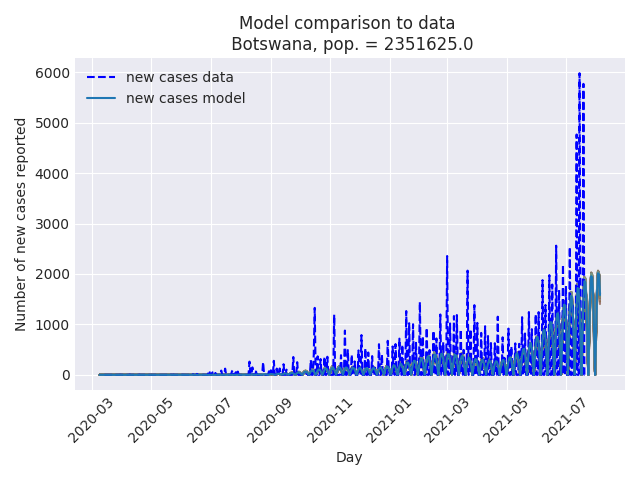 Model comparison to data
Botswana, pop. = 2351625.0
new cases data
new cases model
Number of new cases reported
6000
5000
4000
3000
2000
1000
0
2020-03
2020-05
2020-07
2020-09
2020-11
2021-01
2021-03
2021-05
2021-07
Day